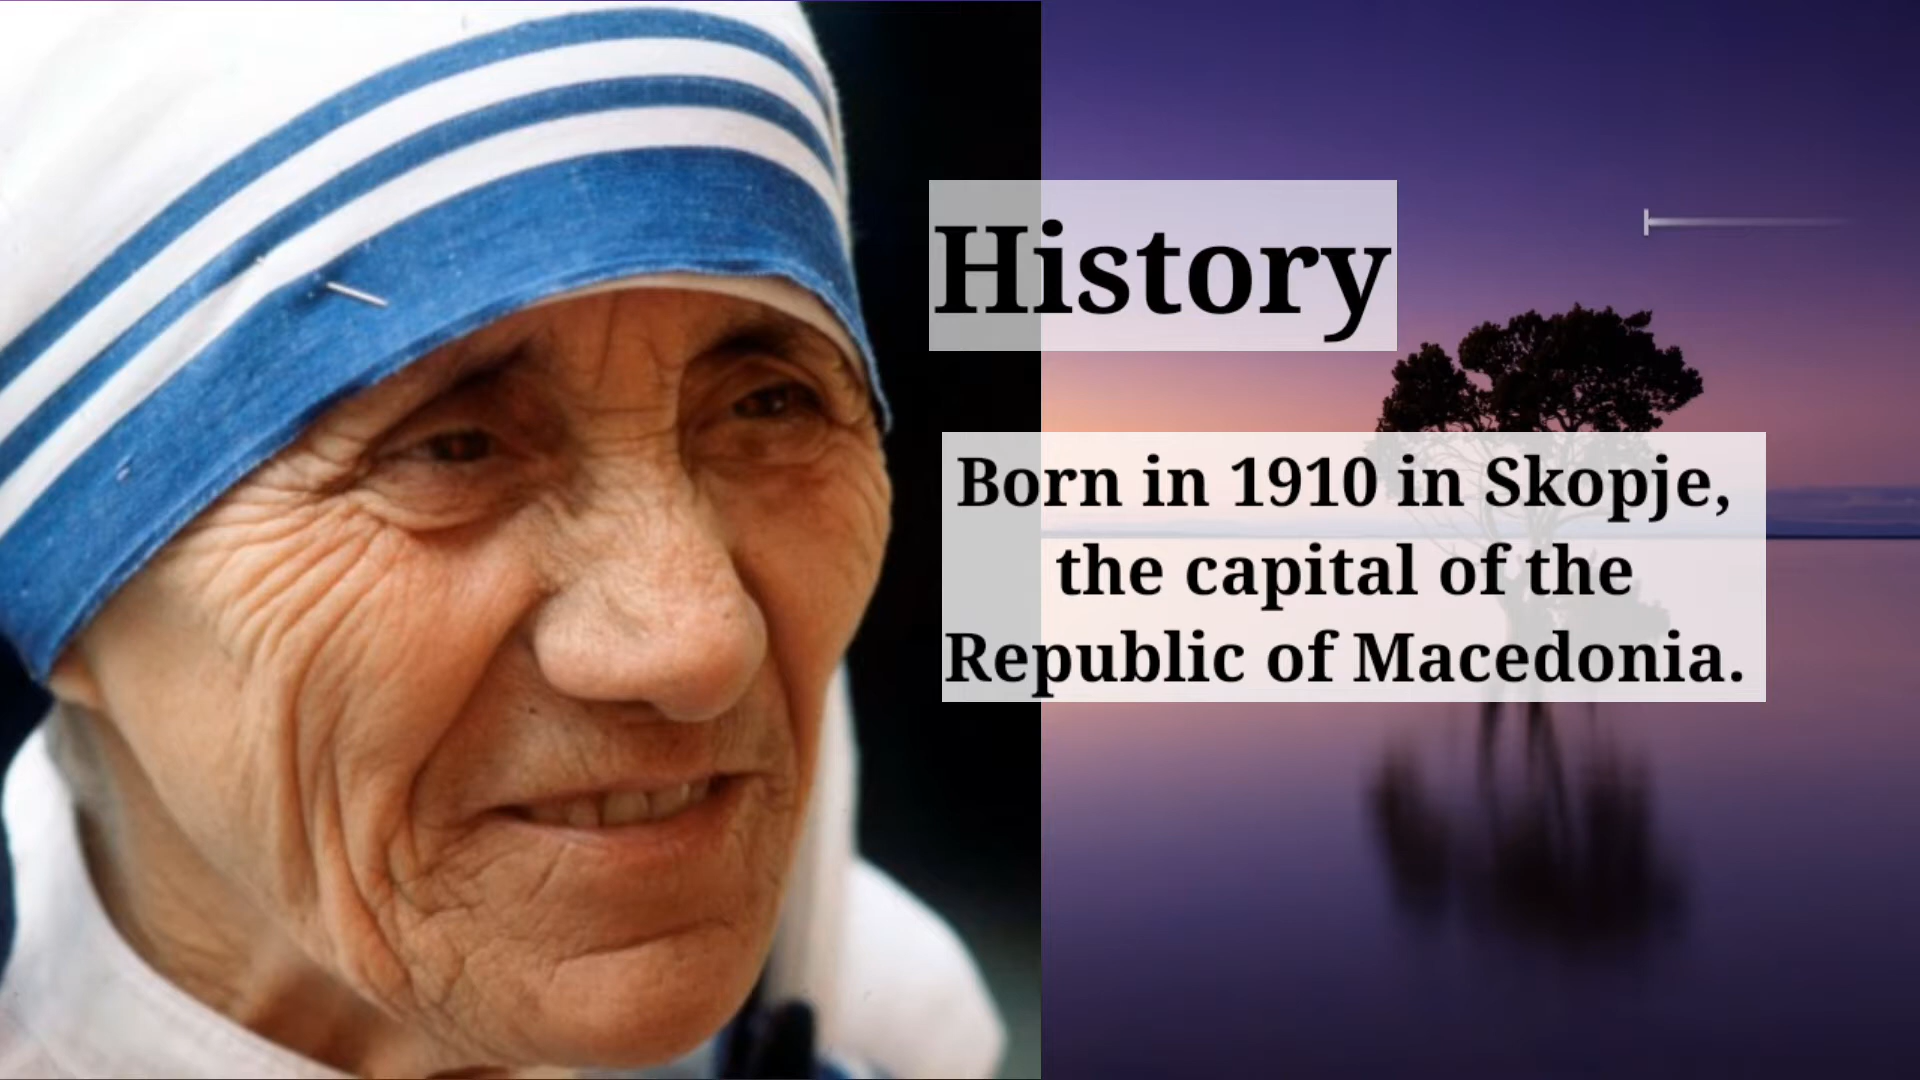 History
Born in 1910 in Skopje,
the capital of the
Republic of Macedonia.